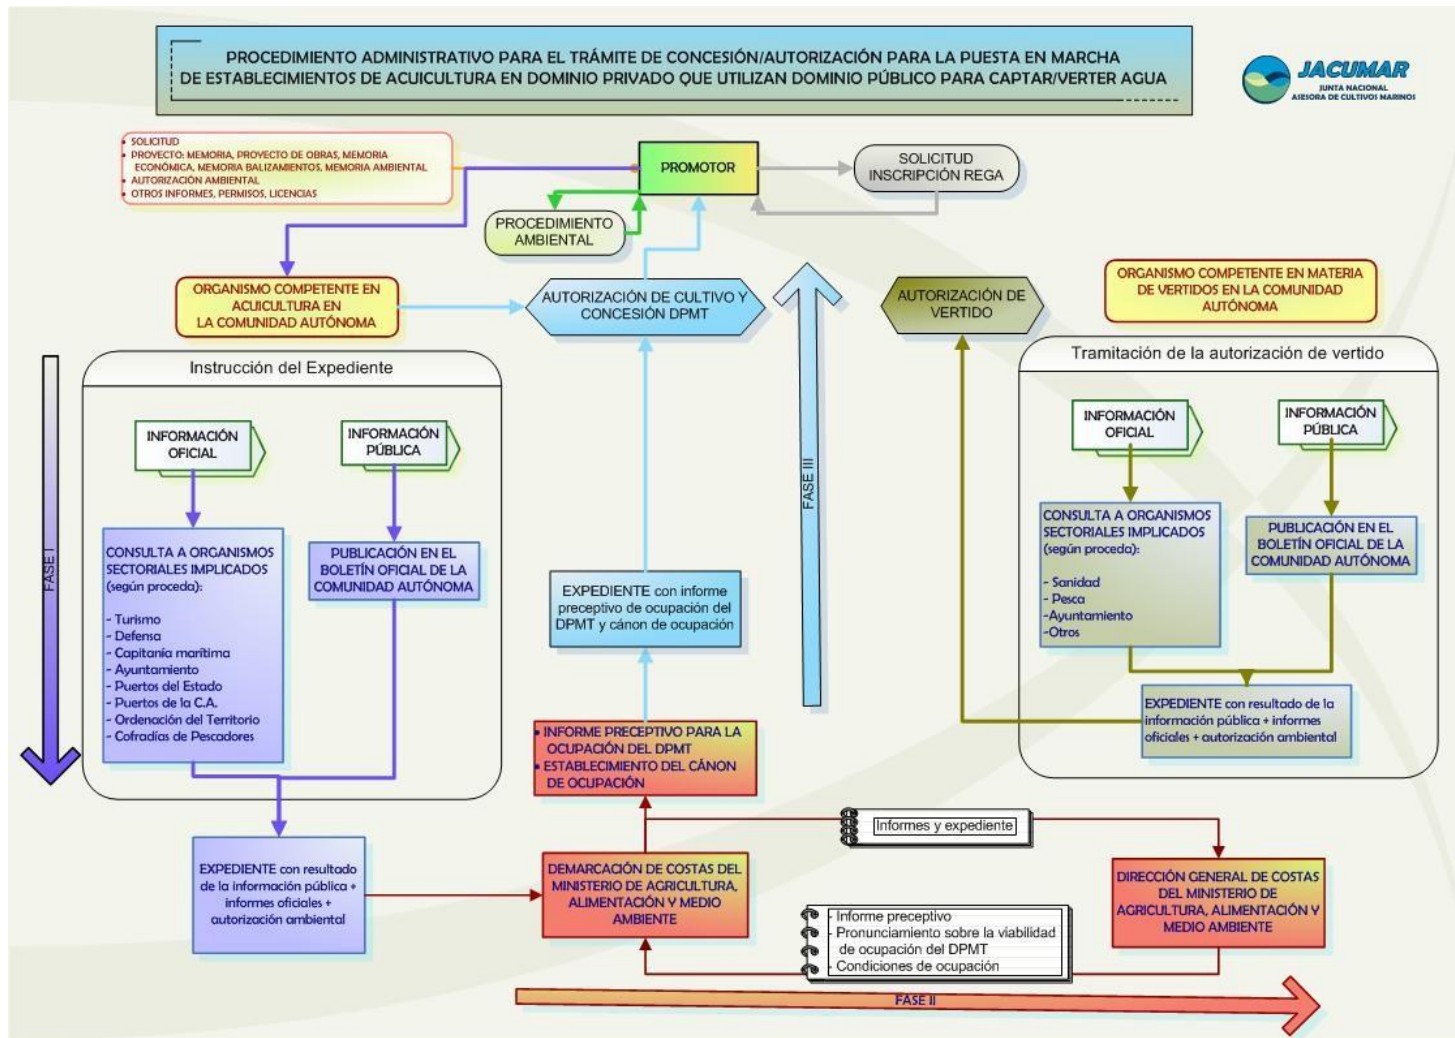 PROCEDIMIENTO ADMINISTRATIVO PARA EL TRÁMITE DE CONCESIÓN/AUTORIZACIÓN PARA LA PUESTA EN MARCHA
DE ESTABLECIMIENTOS DE ACUICULTURA EN DOMINIO PRIVADO QUE UTILIZAN DOMINIO PÚBLICO PARA CAPTAR/VERTER AGUA
JACUMAR
JUNTA NACIONAL
ASESORA DE CULTIVOS MARINOS
• SOLICITUD
• PROYECTO: MEMORIA, PROYECTO DE OBRAS, MEMORIA
ECONÓMICA, MEMORIA BALIZAMIENTOS, MEMORIA AMBIENTAL
• AUTORIZACIÓN AMBIENTAL
• OTROS INFORMES, PERMISOS, LICENCIAS
PROMOTOR
SOLICITUD
INSCRIPCIÓN REGA
PROCEDIMIENTO
AMBIENTAL
ORGANISMO COMPETENTE EN
ACUICULTURA EN
LA COMUNIDAD AUTÓNOMA
AUTORIZACIÓN DE CULTIVO Y
CONCESIÓN DPMT
AUTORIZACIÓN DE
VERTIDO
ORGANISMO COMPETENTE EN MATERIA
DE VERTIDOS EN LA COMUNIDAD
AUTÓNOMA
FASE I
Instrucción del Expediente
INFORMACIÓN
OFICIAL
INFORMACIÓN
PÚBLICA
CONSULTA A ORGANISMOS
SECTORIALES IMPLICADOS
(según proceda):
- Turismo
- Defensa
- Capitanía marítima
- Ayuntamiento
- Puertos del Estado
- Puertos de la C.A.
- Ordenación del Territorio
- Cofradías de Pescadores
PUBLICACIÓN EN EL
BOLETÍN OFICIAL DE LA
COMUNIDAD AUTÓNOMA
EXPEDIENTE con resultado
de la información pública +
informes oficiales +
autorización ambiental
FASE III
EXPEDIENTE con informe
preceptivo de ocupación del
DPMT y cánon de ocupación
• INFORME PRECEPTIVO PARA LA
OCUPACIÓN DEL DPMT
• ESTABLECIMIENTO DEL CÁNON
DE OCUPACIÓN
DEMARCACIÓN DE COSTAS DEL
MINISTERIO DE AGRICULTURA,
ALIMENTACIÓN Y MEDIO
AMBIENTE
Informes y expediente
- Informe preceptivo
- Pronunciamiento sobre la viabilidad
de ocupación del DPMT
- Condiciones de ocupación
DIRECCIÓN GENERAL DE COSTAS
DEL MINISTERIO DE
AGRICULTURA, ALIMENTACIÓN Y
MEDIO AMBIENTE
FASE II
Tramitación de la autorización de vertido
INFORMACIÓN
OFICIAL
INFORMACIÓN
PÚBLICA
CONSULTA A ORGANISMOS
SECTORIALES IMPLICADOS
(según proceda):
- Sanidad
- Pesca
-Ayuntamiento
-Otros
PUBLICACIÓN EN EL
BOLETÍN OFICIAL DE LA
COMUNIDAD AUTÓNOMA
EXPEDIENTE con resultado de la
información pública + informes
oficiales + autorización ambiental